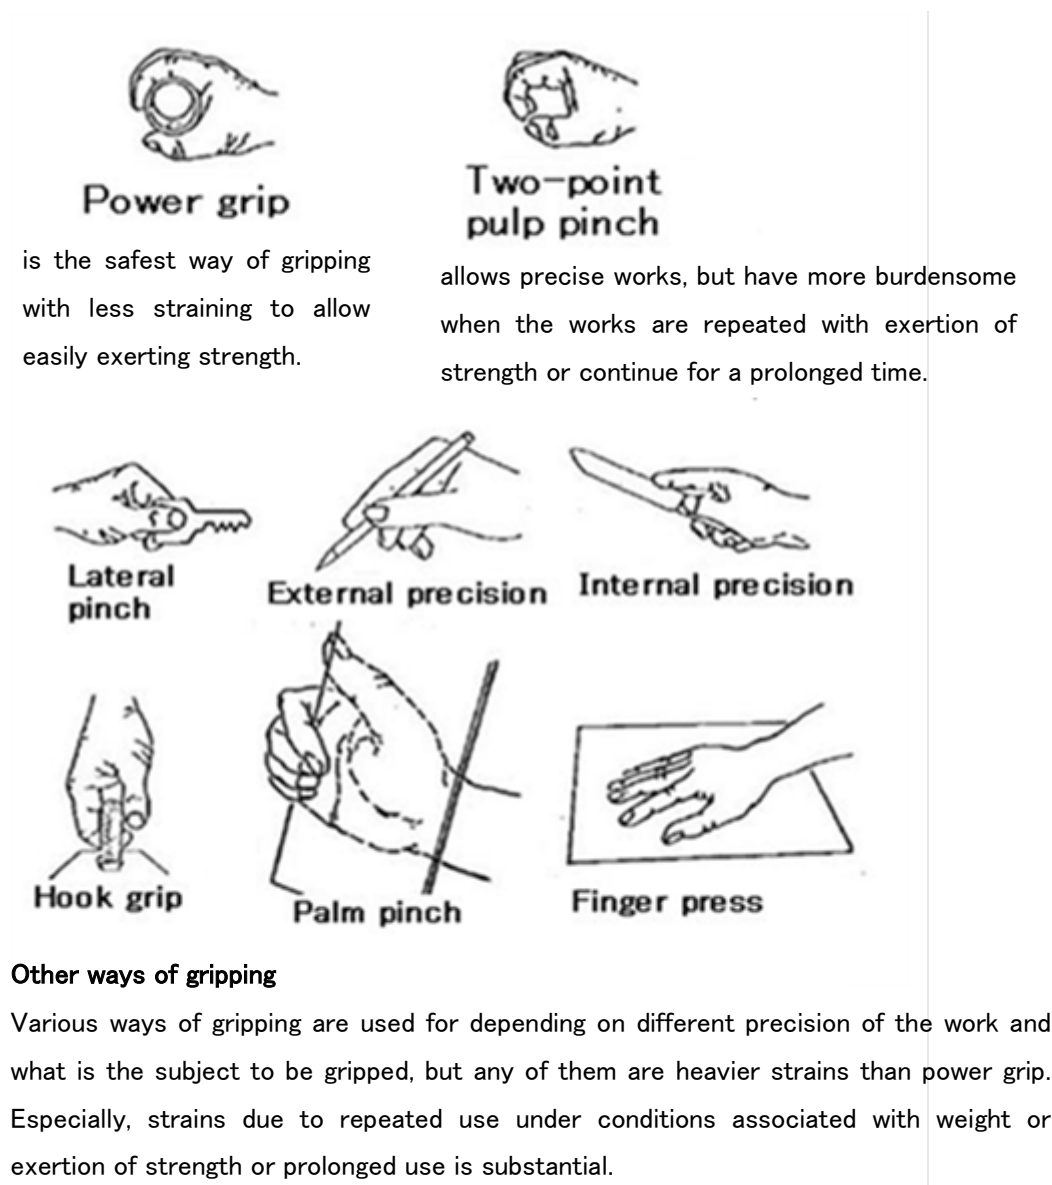 Power grip
is the safest way of gripping
with less straining to allow
easily exerting strength.
Two-point
pulp pinch
allows precise works, but have more burdensome
when the works are repeated with exertion of
strength or continue for a prolonged time.
Lateral
pinch
External precision
Internal precision
Hook grip
Palm pinch
Finger press
Other ways of gripping
Various ways of gripping are used for depending on different precision of the work and
what is the subject to be gripped, but any of them are heavier strains than power grip.
Especially, strains due to repeated use under conditions associated with weight or
exertion of strength or prolonged use is substantial.